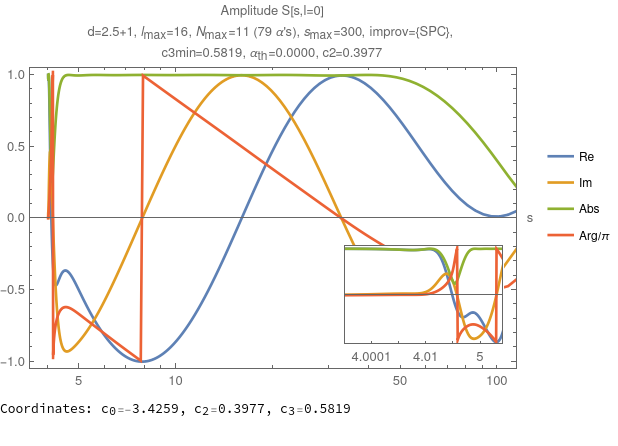 Amplitude S[s,l=0]
d=2.5+1, lmax=16, Nmax=11 (79 α's), smax=300, improv={SPC},
c3min=0.5819, αth=0.0000, c2=0.3977
1.0
0.5
0.0
−0.5
−1.0
5
10
50
100
s
Re
Im
Abs
Arg/π
4.0001
4.01
5
Coordinates: c0=-3.4259, c2=0.3977, c3=0.5819